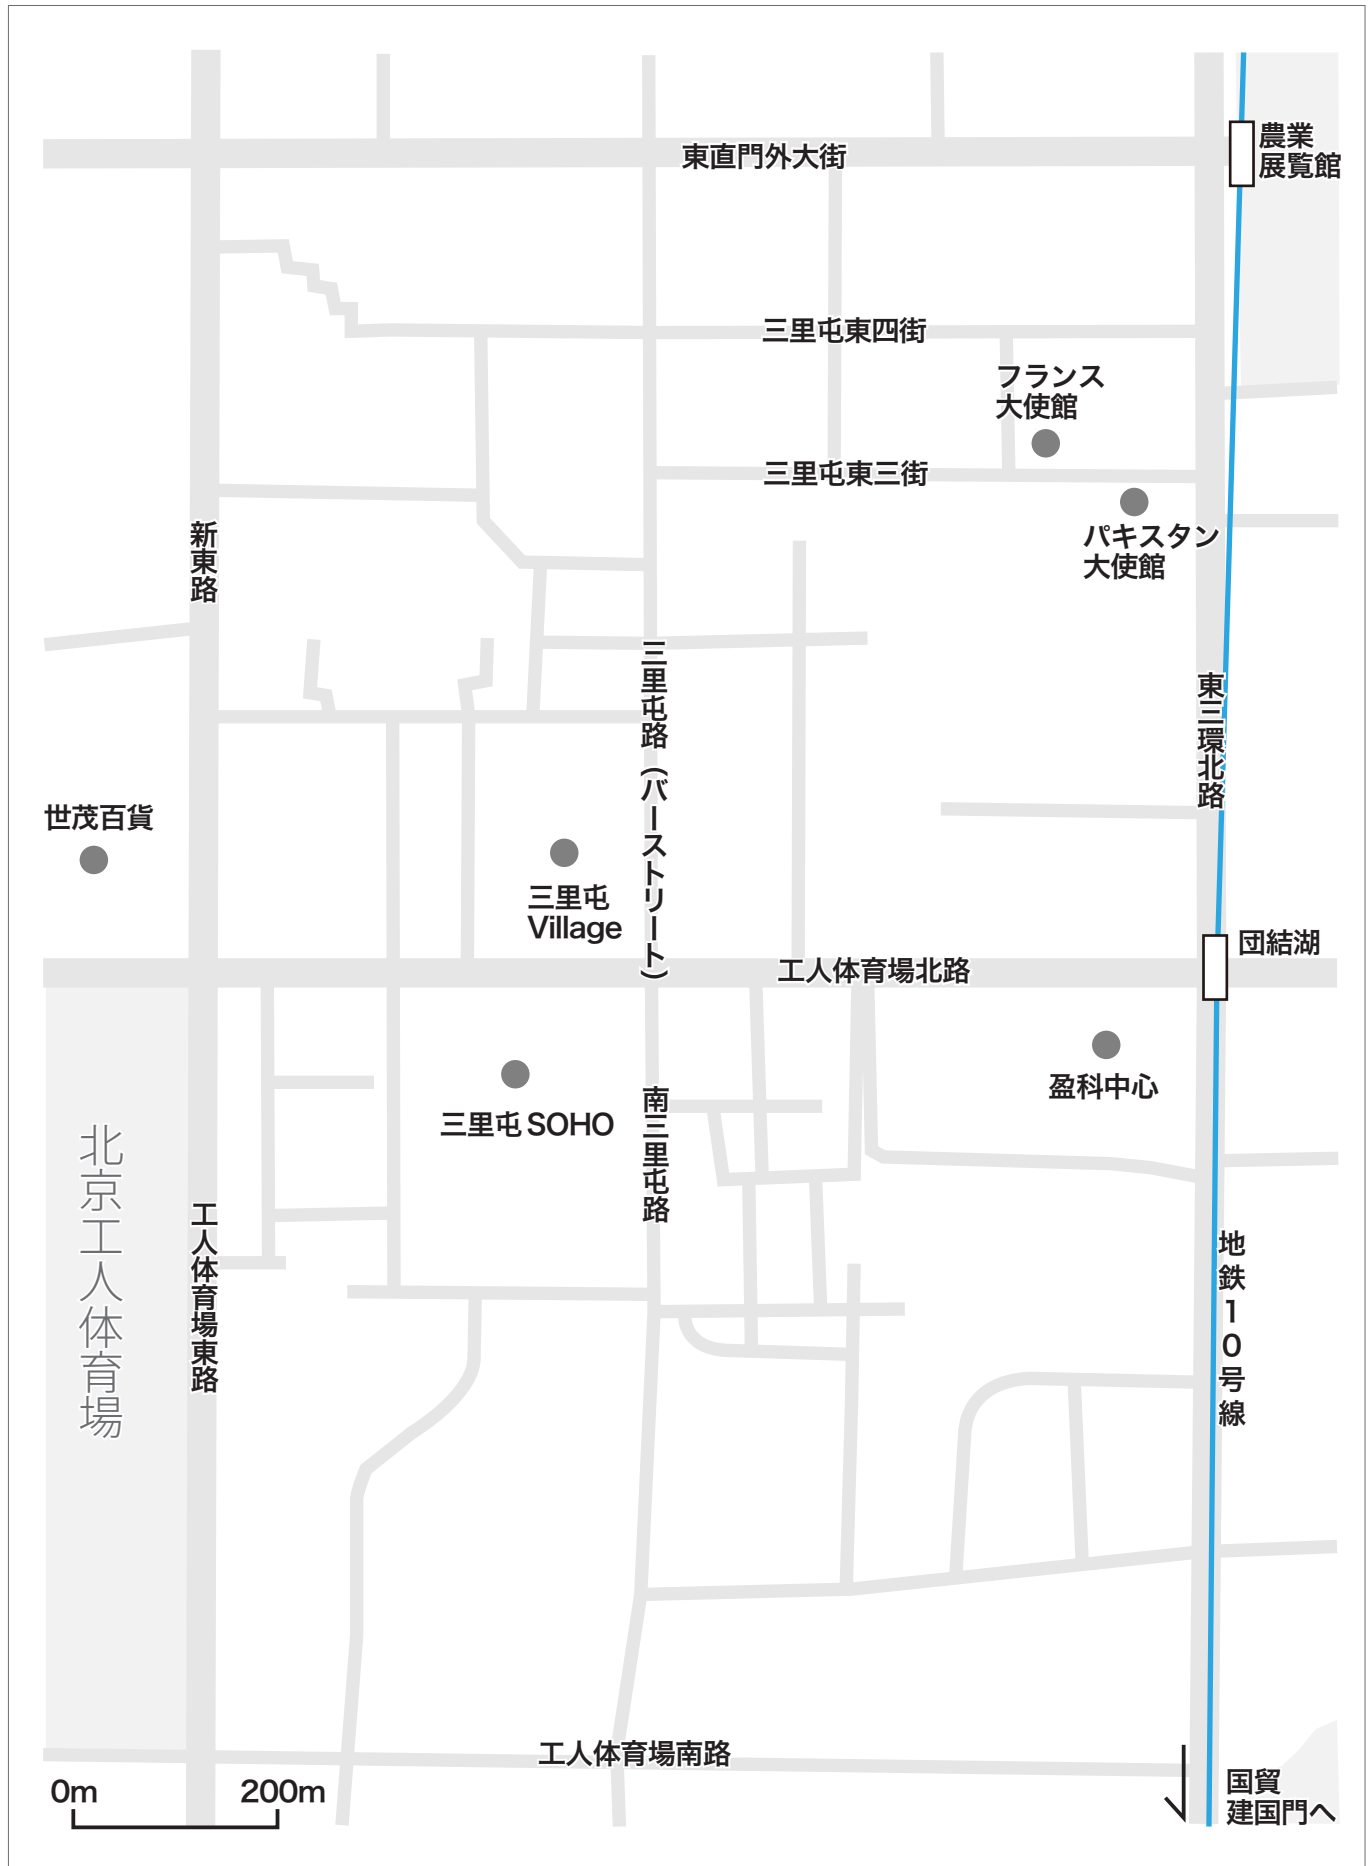 農業
展覧館
東直門外大街
三里屯東四街
フランス
大使館
三里屯東三街
パキスタン
大使館
新東路
三里屯路（バーストリート）
東三環北路
世茂百貨
三里屯
Village
団結湖
工人体育場北路
盈科中心
三里屯SOHO
南三里屯路
北京工人体育場
工人体育場東路
地鉄10号線
工人体育場南路
0m
200m
国貿
建国門へ